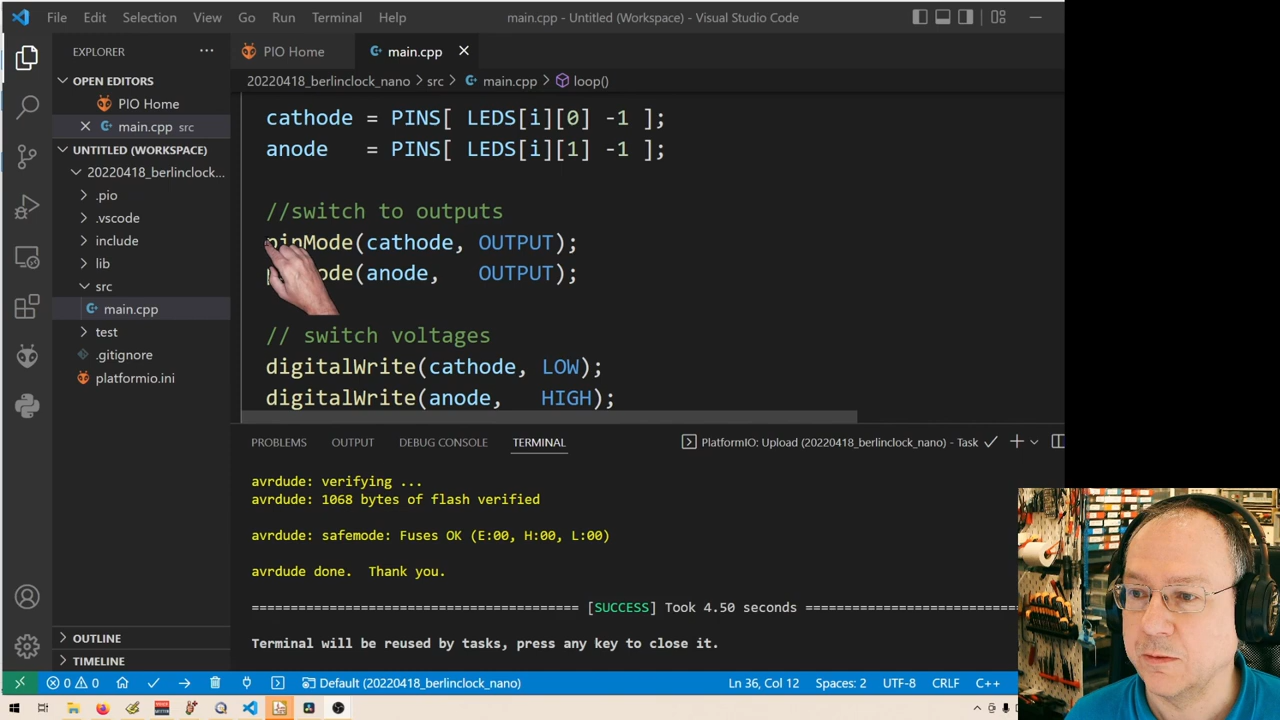 File Edit Selection View Go Run Terminal Help
main.cpp - Untitled (Workspace) - Visual Studio Code
EXPLORER
OPEN EDITORS
PIO Home
main.cpp src
UNTITLED (WORKSPACE)
20220418_berlinclock...
.pio
.vscode
include
lib
src
main.cpp
test
.gitignore
platformio.ini
OUTLINE
TIMELINE
PIO Home main.cpp
20220418_berlinclock_nano > src > main.cpp > loop()
cathode = PINS[ LEDS[i][0] -1 ];
anode = PINS[ LEDS[i][1] -1 ];
//switch to outputs
pinMode(cathode, OUTPUT);
(anode, OUTPUT);
// switch voltages
digitalWrite(cathode, LOW);
digitalWrite(anode, HIGH);
PROBLEMS OUTPUT DEBUG CONSOLE TERMINAL
PlatformIO: Upload (20220418_berlinclock_nano) - Task
avrdude: verifying ...
avrdude: 1068 bytes of flash verified
avrdude: safemode: Fuses OK (E:00, H:00, L:00)
avrdude done.  Thank you.
======================================== [SUCCESS] Took 4.50 seconds ==========================
Terminal will be reused by tasks, press any key to close it.
0 0 Default (20220418_berlinclock_nano) Ln 36, Col 12 Spaces: 2 UTF-8 CRLF C++